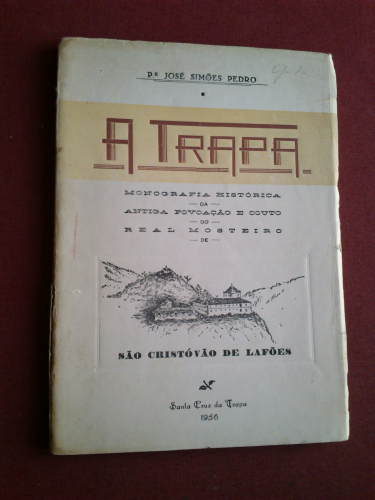 Pᴱ JOSÉ SIMÕES PEDRO
A TRAPA
MONOGRAFIA HISTÓRICA
— DA —
ANTIGA POVOAÇÃO E COUTO
— DO —
REAL MOSTEIRO
— DE —
SÃO CRISTÓVÃO DE LAFÕES
Santa Cruz da Trapa
1956